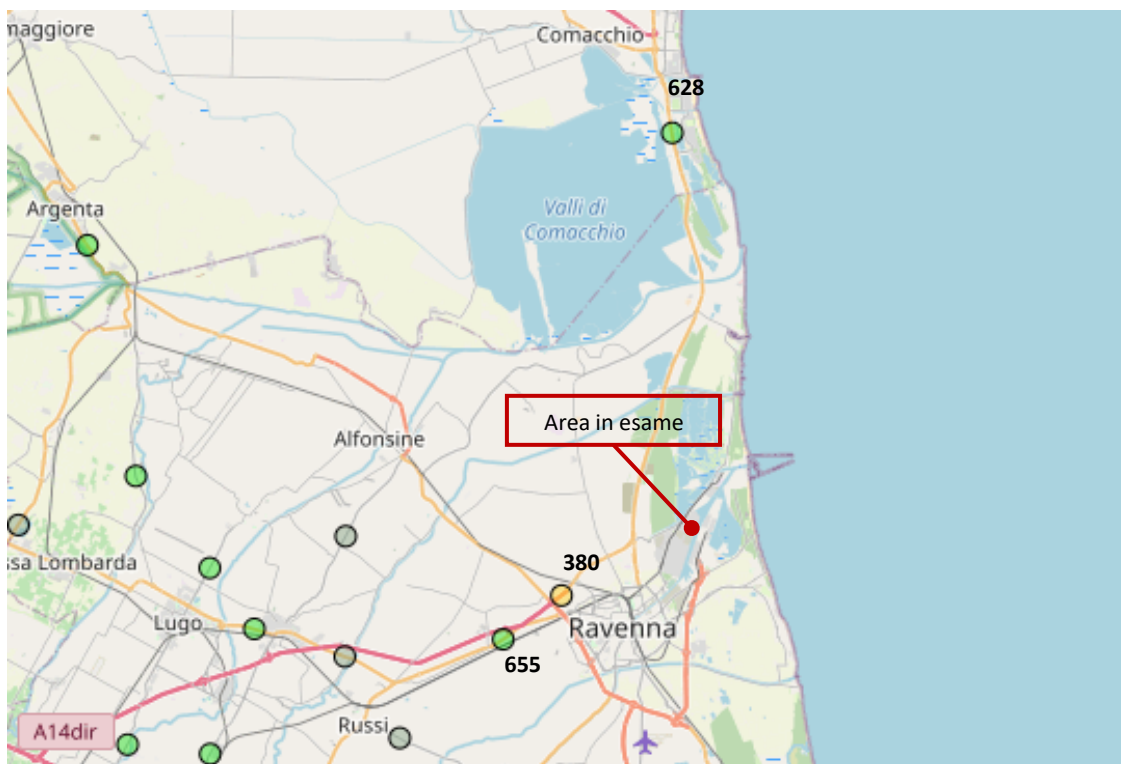 maggiore
Comacchio
628
Argenta
Valli di
Comacchio
Area in esame
Alfonsine
380
ssa Lombarda
Lugo
Ravenna
655
Russi
A14dir